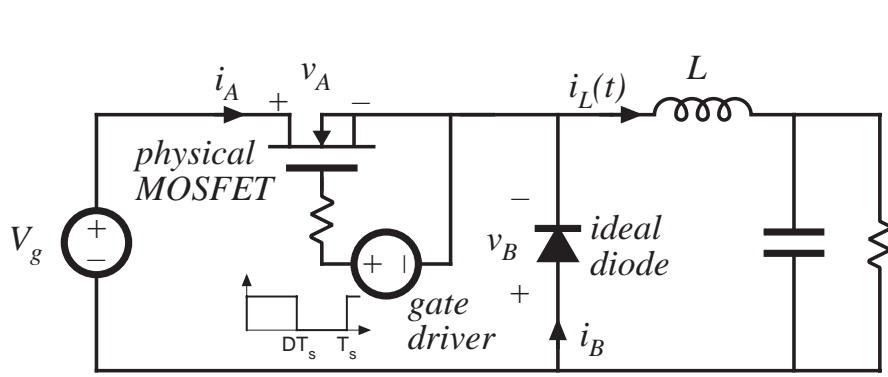 i_A
v_A
+ −
i_L(t)
L
physical
MOSFET
V_g
+
−
−
v_B
+
ideal
diode
+ −
gate
driver
DT_s
T_s
i_B